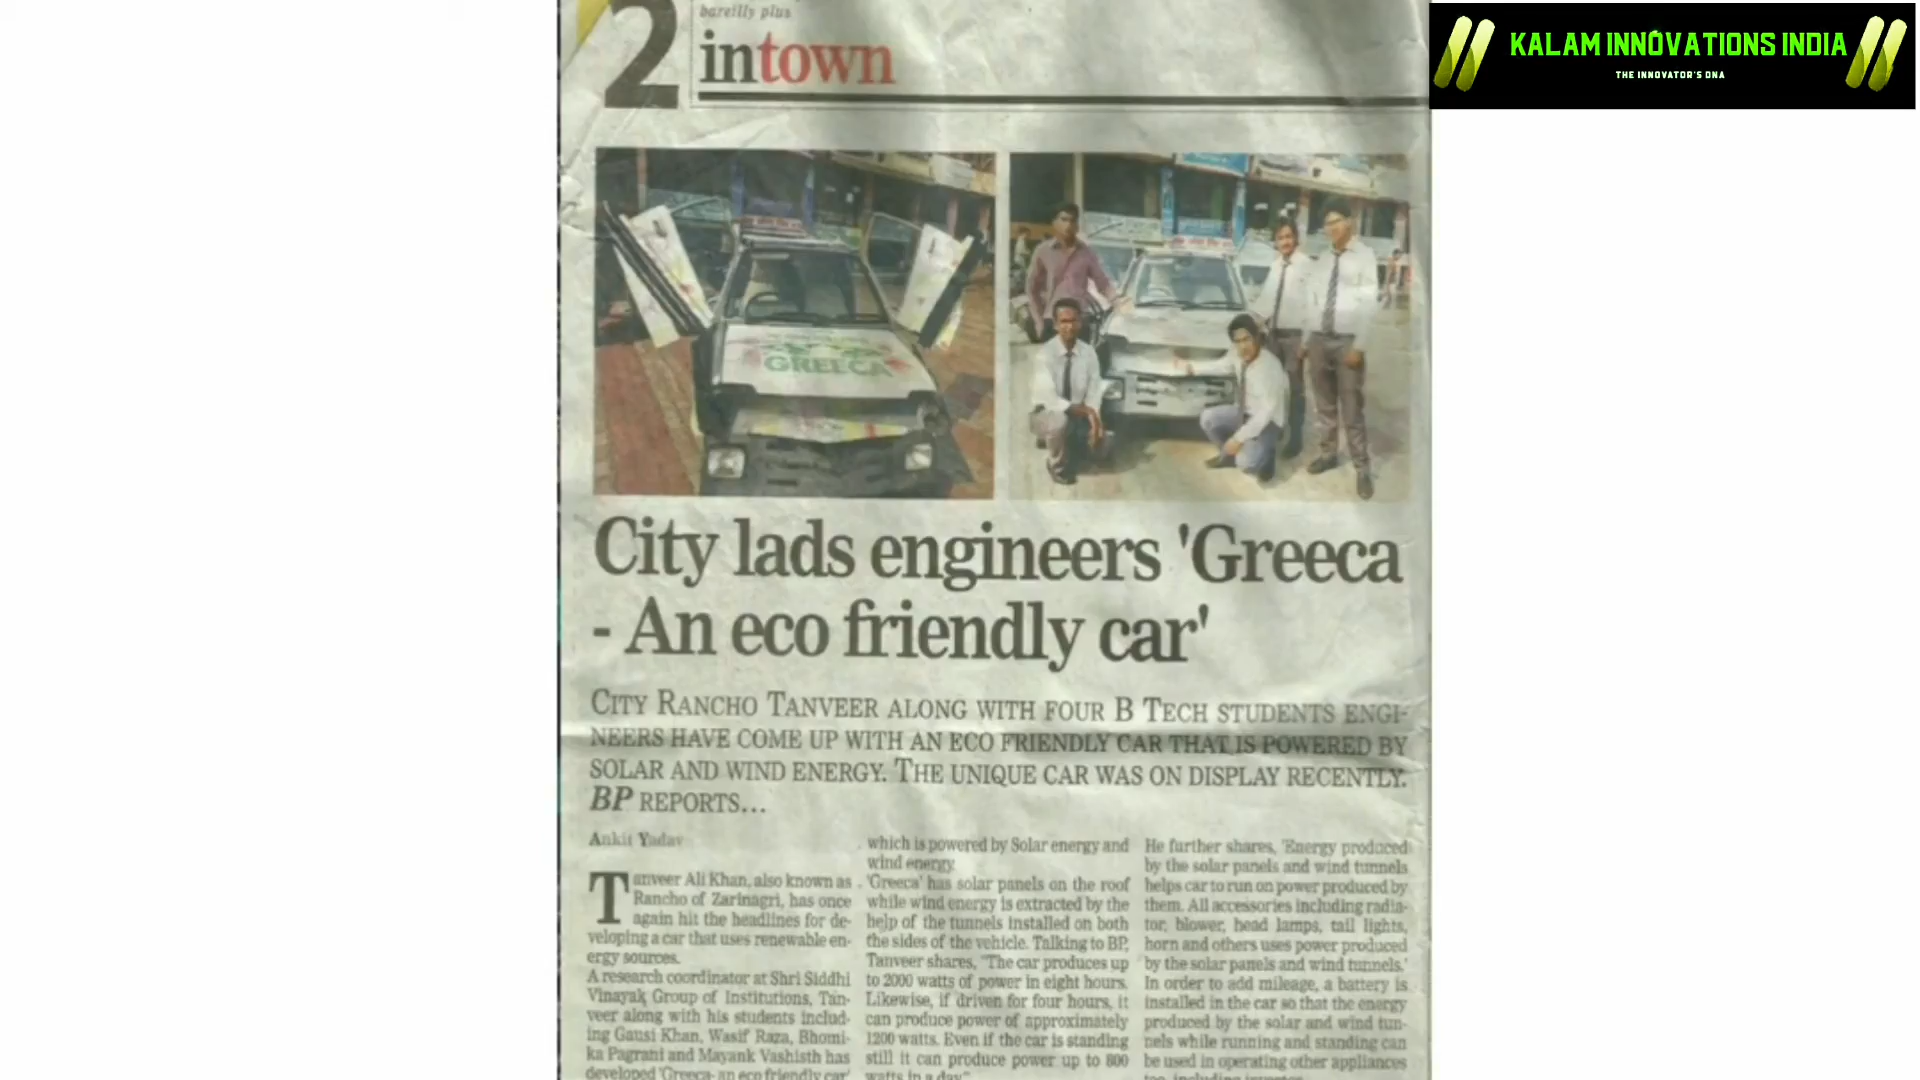 2
bareilly plus
intown
KALAM INNOVATIONS INDIA
THE INNOVATOR'S DNA
GREECA
City lads engineers 'Greeca
- An eco friendly car'
CITY RANCHO TANVEER ALONG WITH FOUR B TECH STUDENTS ENGI-
NEERS HAVE COME UP WITH AN ECO FRIENDLY CAR THAT IS POWERED BY
SOLAR AND WIND ENERGY. THE UNIQUE CAR WAS ON DISPLAY RECENTLY.
BP REPORTS...
Ankit Yadav
Tanveer Ali Khan, also known as
Rancho of Zarinagri, has once
again hit the headlines for de-
veloping a car that uses renewable en-
ergy sources.
A research coordinator at Shri Siddhi
Vinayak Group of Institutions, Tan-
veer along with his students includ-
ing Gausi Khan, Wasif Raza, Bhomi-
ka Pagrani and Mayank Vashisth has
developed 'Greeca- an eco friendly car'
which is powered by Solar energy and
wind energy.
'Greeca' has solar panels on the roof
while wind energy is extracted by the
help of the tunnels installed on both
the sides of the vehicle. Talking to BP,
Tanveer shares, "The car produces up
to 2000 watts of power in eight hours.
Likewise, if driven for four hours, it
can produce power of approximately
1200 watts. Even if the car is standing
still it can produce power up to 800
watts in a day."
He further shares, 'Energy produced
by the solar panels and wind tunnels
helps car to run on power produced by
them. All accessories including radia-
tor, blower, head lamps, tail lights,
horn and others uses power produced
by the solar panels and wind tunnels.'
In order to add mileage, a battery is
installed in the car so that the energy
produced by the solar and wind tun-
nels while running and standing can
be used in operating other appliances
too, including inverter